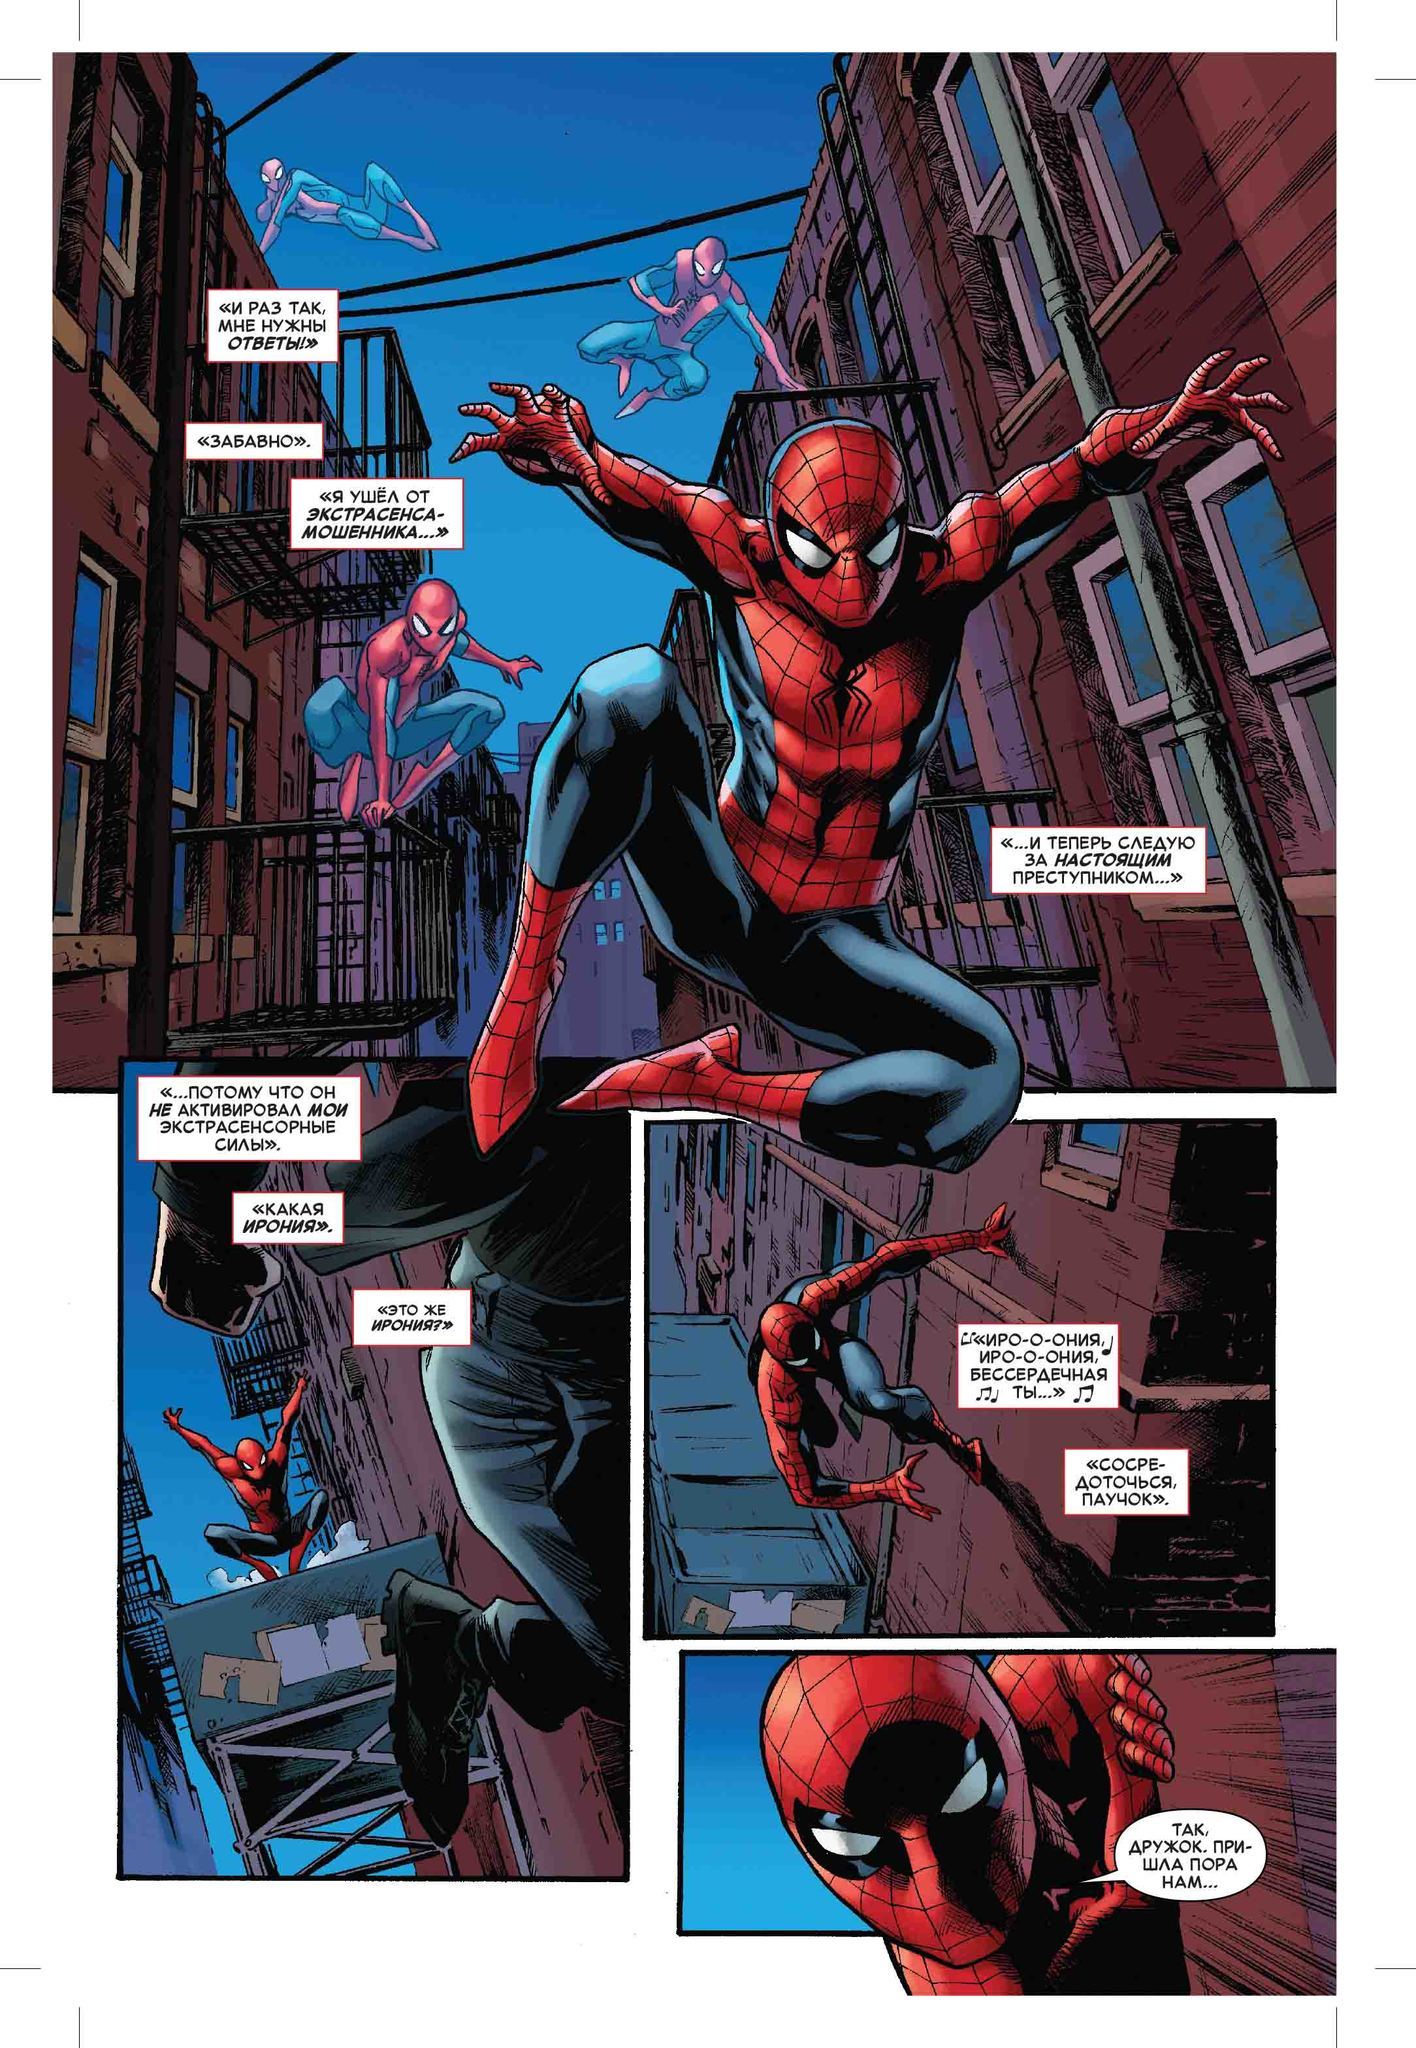 «И РАЗ ТАК,
МНЕ НУЖНЫ
ОТВЕТЫ!»
«ЗАБАВНО».
«Я УШЁЛ ОТ
ЭКСТРАСЕНСА-
МОШЕННИКА...»
«...И ТЕПЕРЬ СЛЕДУЮ
ЗА НАСТОЯЩИМ
ПРЕСТУПНИКОМ...»
«...ПОТОМУ ЧТО ОН
НЕ АКТИВИРОВАЛ МОИ
ЭКСТРАСЕНСОРНЫЕ
СИЛЫ».
«КАКАЯ
ИРОНИЯ».
«ЭТО ЖЕ
ИРОНИЯ?»
♫«ИРО-О-ОНИЯ,♩
ИРО-О-ОНИЯ,
БЕССЕРДЕЧНАЯ
♫♩ ТЫ...» ♫
«СОСРЕ-
ДОТОЧЬСЯ,
ПАУЧОК».
ТАК,
ДРУЖОК. ПРИ-
ШЛА ПОРА
НАМ...